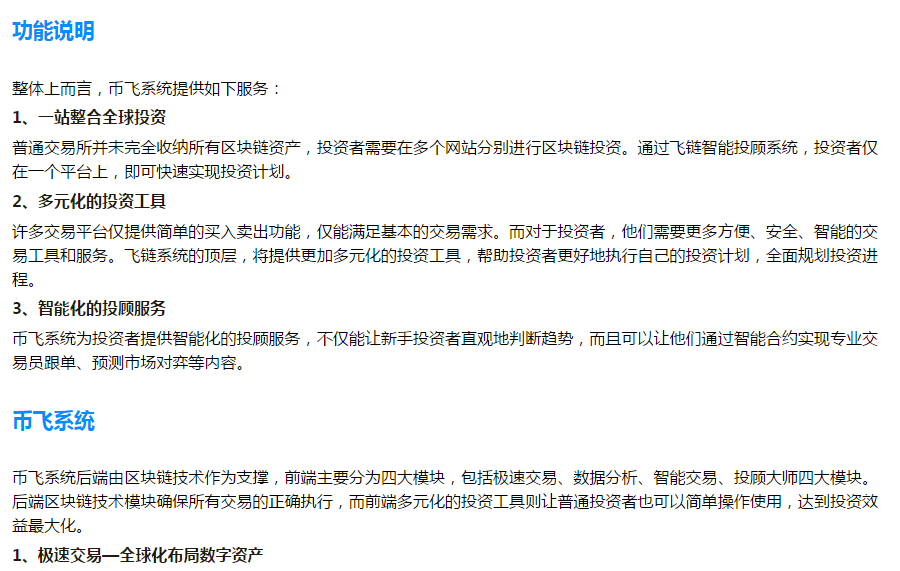 功能说明
整体上而言，币飞系统提供如下服务：
1、一站整合全球投资
普通交易所并未完全收纳所有区块链资产，投资者需要在多个网站分别进行区块链投资。通过飞链智能投顾系统，投资者仅
在一个平台上，即可快速实现投资计划。
2、多元化的投资工具
许多交易平台仅提供简单的买入卖出功能，仅能满足基本的交易需求。而对于投资者，他们需要更多方便、安全、智能的交
易工具和服务。飞链系统的顶层，将提供更加多元化的投资工具，帮助投资者更好地执行自己的投资计划，全面规划投资进
程。
3、智能化的投顾服务
币飞系统为投资者提供智能化的投顾服务，不仅能让新手投资者直观地判断趋势，而且可以让他们通过智能合约实现专业交
易员跟单、预测市场对弈等内容。
币飞系统
币飞系统后端由区块链技术作为支撑，前端主要分为四大模块，包括极速交易、数据分析、智能交易、投顾大师四大模块。
后端区块链技术模块确保所有交易的正确执行，而前端多元化的投资工具则让普通投资者也可以简单操作使用，达到投资效
益最大化。
1、极速交易—全球化布局数字资产